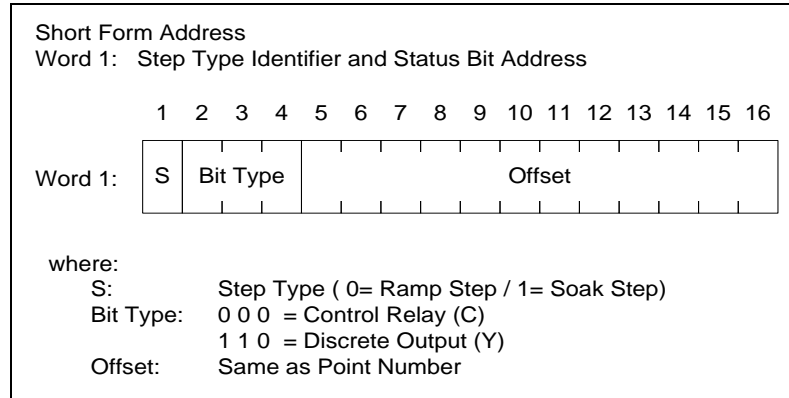 Short Form Address
Word 1: Step Type Identifier and Status Bit Address
1 2 3 4 5 6 7 8 9 10 11 12 13 14 15 16
Word 1: S Bit Type Offset
where:
S: Step Type ( 0= Ramp Step / 1= Soak Step)
Bit Type: 0 0 0 = Control Relay (C)
1 1 0 = Discrete Output (Y)
Offset: Same as Point Number